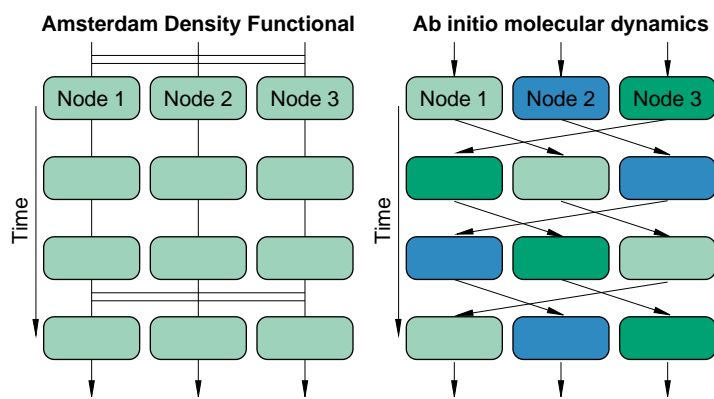 Amsterdam Density Functional
Node 1 Node 2 Node 3
Time
Ab initio molecular dynamics
Node 1 Node 2 Node 3
Time